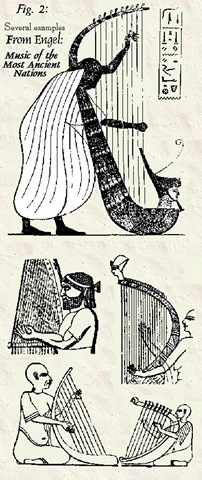 Fig. 2:
Several examples
From Engel:
Music of the
Most Ancient
Nations